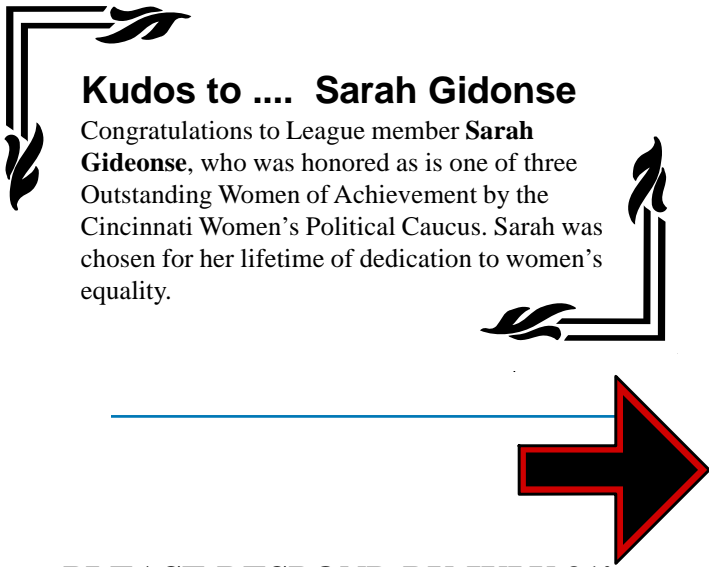 Kudos to .... Sarah Gidonse
Congratulations to League member Sarah
Gideonse, who was honored as is one of three
Outstanding Women of Achievement by the
Cincinnati Women’s Political Caucus. Sarah was
chosen for her lifetime of dedication to women’s
equality.